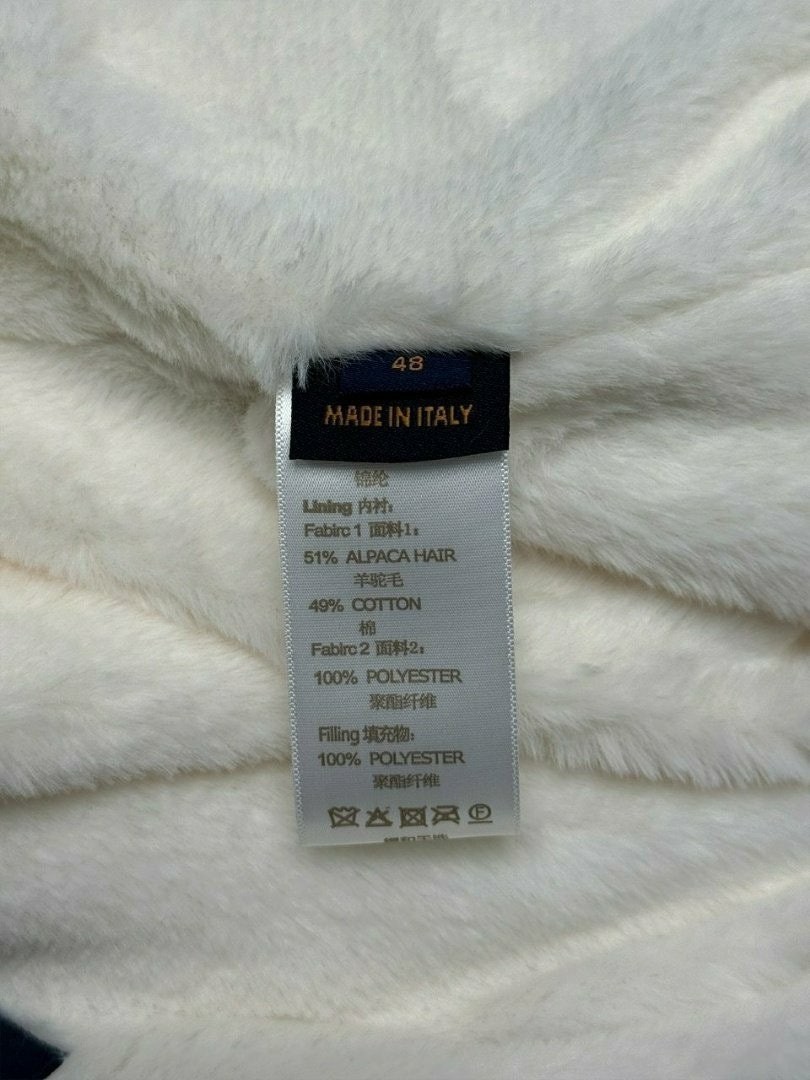 48
MADE IN ITALY
锦纶
Lining 内衬:
Fabirc 1 面料1:
51% ALPACA HAIR
羊驼毛
49% COTTON
棉
Fabirc 2 面料2:
100% POLYESTER
聚酯纤维
Filling 填充物:
100% POLYESTER
聚酯纤维
F